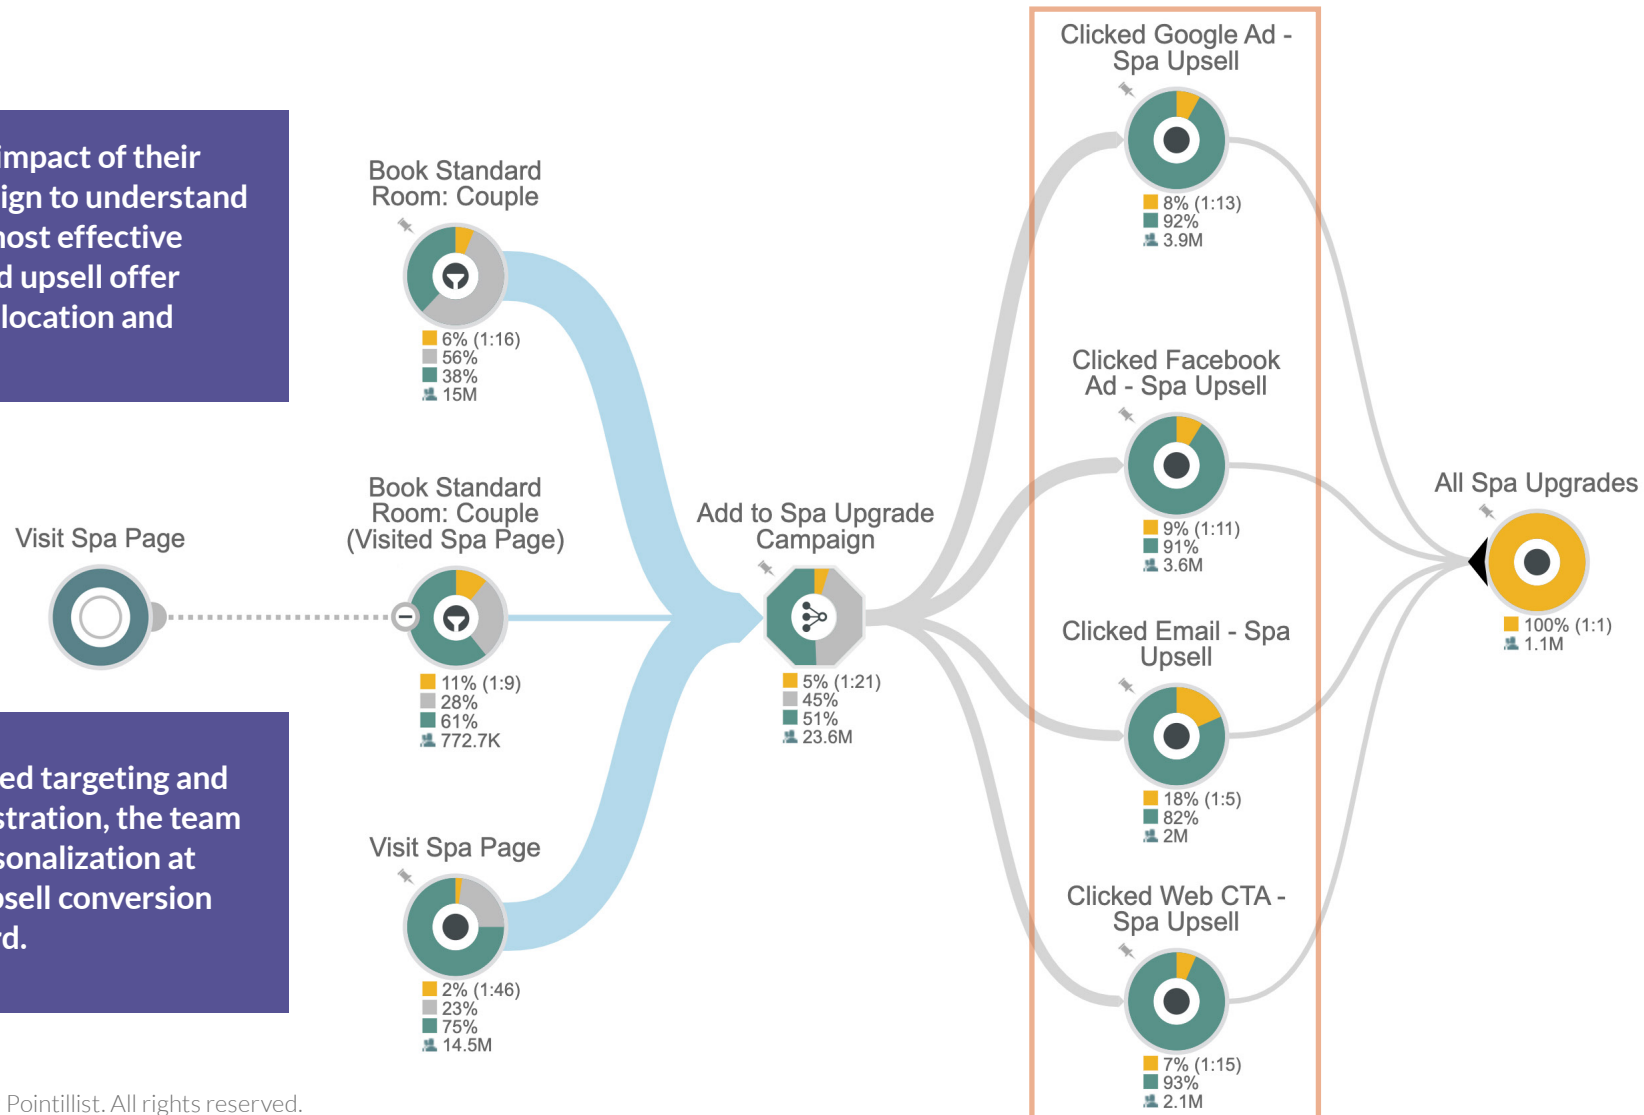 impact of their
ign to understand
nost effective
d upsell offer
location and
ed targeting and
stration, the team
sonalization at
psell conversion
rd.
Visit Spa Page
Book Standard
Room: Couple
6% (1:16)
56%
38%
15M
Book Standard
Room: Couple
(Visited Spa Page)
11% (1:9)
28%
61%
772.7K
Visit Spa Page
2% (1:46)
23%
75%
14.5M
Add to Spa Upgrade
Campaign
5% (1:21)
45%
51%
23.6M
Clicked Google Ad -
Spa Upsell
8% (1:13)
92%
3.9M
Clicked Facebook
Ad - Spa Upsell
9% (1:11)
91%
3.6M
Clicked Email - Spa
Upsell
18% (1:5)
82%
2M
Clicked Web CTA -
Spa Upsell
7% (1:15)
93%
2.1M
All Spa Upgrades
100% (1:1)
1.1M
Pointillist. All rights reserved.